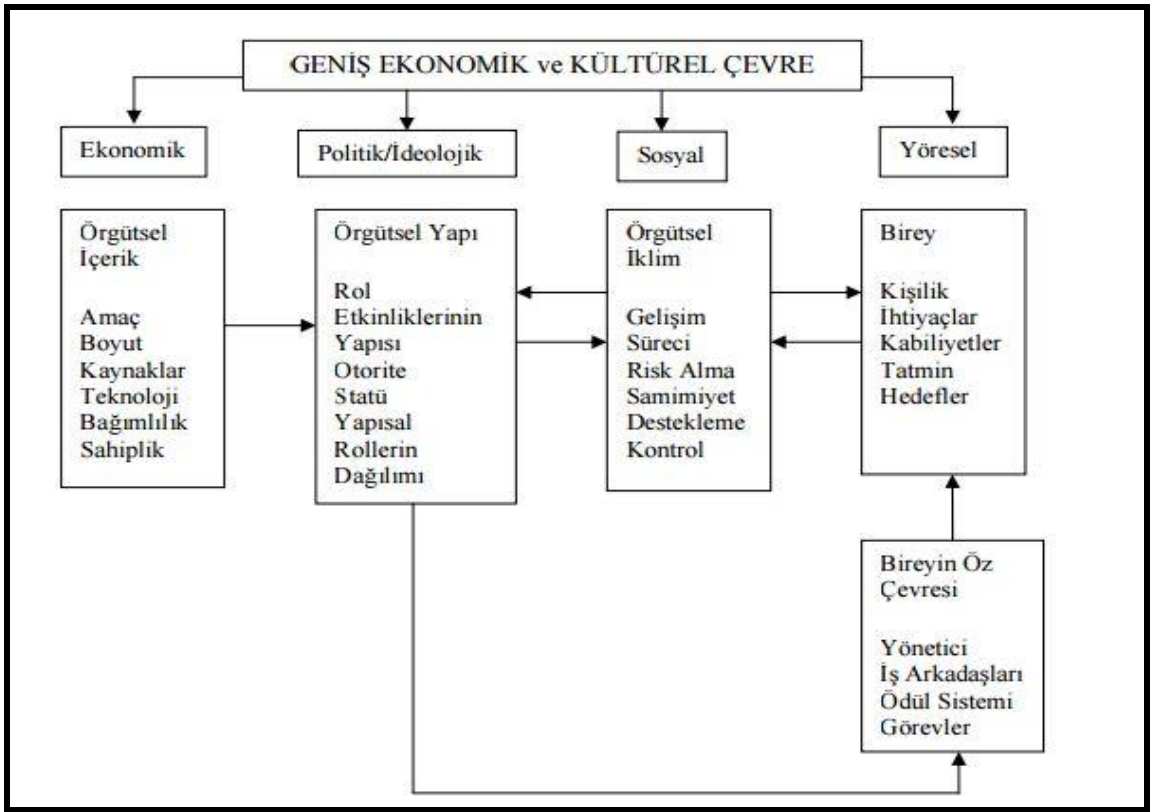 GENİŞ EKONOMİK ve KÜLTÜREL ÇEVRE
Ekonomik
Politik/İdeolojik
Sosyal
Yöresel
Örgütsel
İçerik
Amaç
Boyut
Kaynaklar
Teknoloji
Bağımlılık
Sahiplik
Örgütsel Yapı
Rol
Etkinliklerinin
Yapısı
Otorite
Statü
Yapısal
Rollerin
Dağılımı
Örgütsel
İklim
Gelişim
Süreci
Risk Alma
Samimiyet
Destekleme
Kontrol
Birey
Kişilik
İhtiyaçlar
Kabiliyetler
Tatmin
Hedefler
Bireyin Öz
Çevresi
Yönetici
İş Arkadaşları
Ödül Sistemi
Görevler